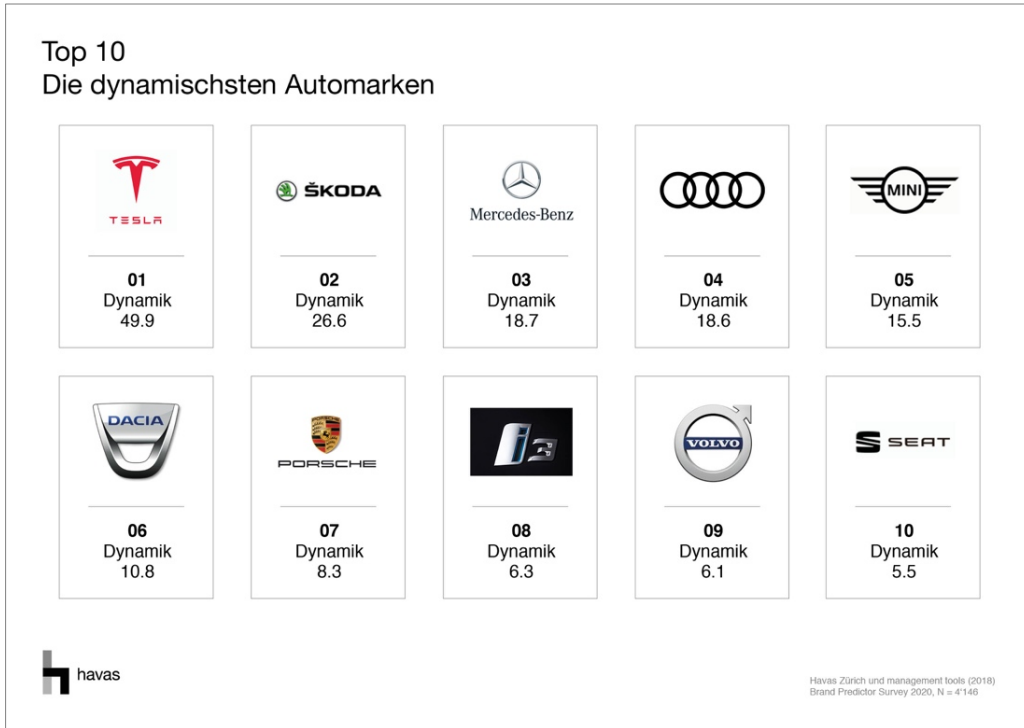 Top 10
Die dynamischsten Automarken
TESLA
ŠKODA
Mercedes-Benz
MINI
01
Dynamik
49.9
02
Dynamik
26.6
03
Dynamik
18.7
04
Dynamik
18.6
05
Dynamik
15.5
DACIA
PORSCHE
i3
VOLVO
SEAT
06
Dynamik
10.8
07
Dynamik
8.3
08
Dynamik
6.3
09
Dynamik
6.1
10
Dynamik
5.5
havas
Havas Zürich und management tools (2018)
Brand Predictor Survey 2020, N = 4'146